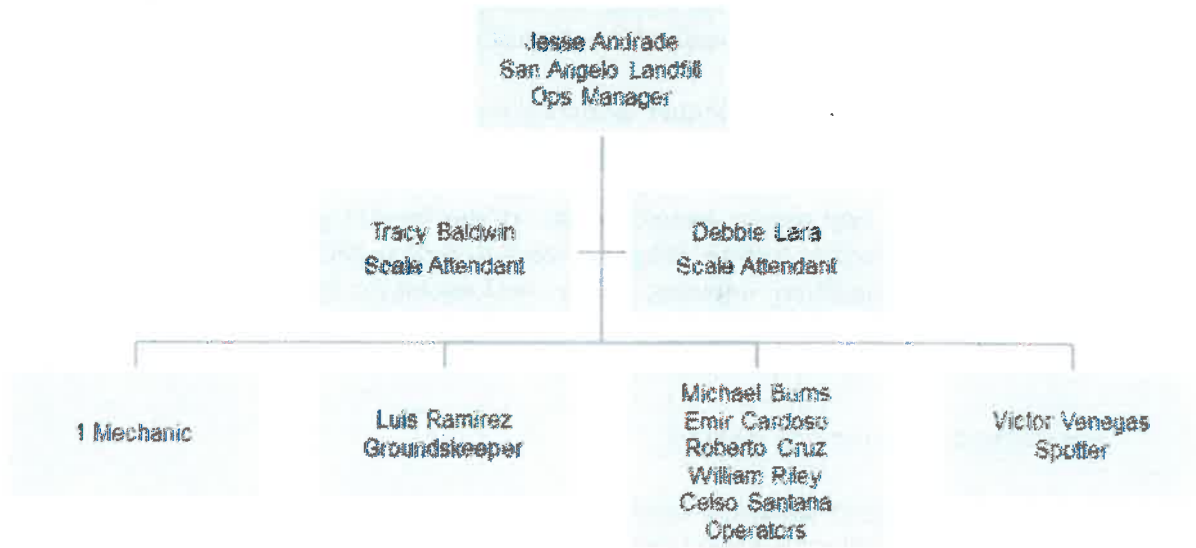 Jesse Andrade
San Angelo Landfill
Ops Manager
Tracy Baldwin
Scale Attendant
Debbie Lara
Scale Attendant
1 Mechanic
Luis Ramirez
Groundskeeper
Michael Burns
Emir Cardoso
Roberto Cruz
William Riley
Celso Santana
Operators
Victor Venegas
Spotter